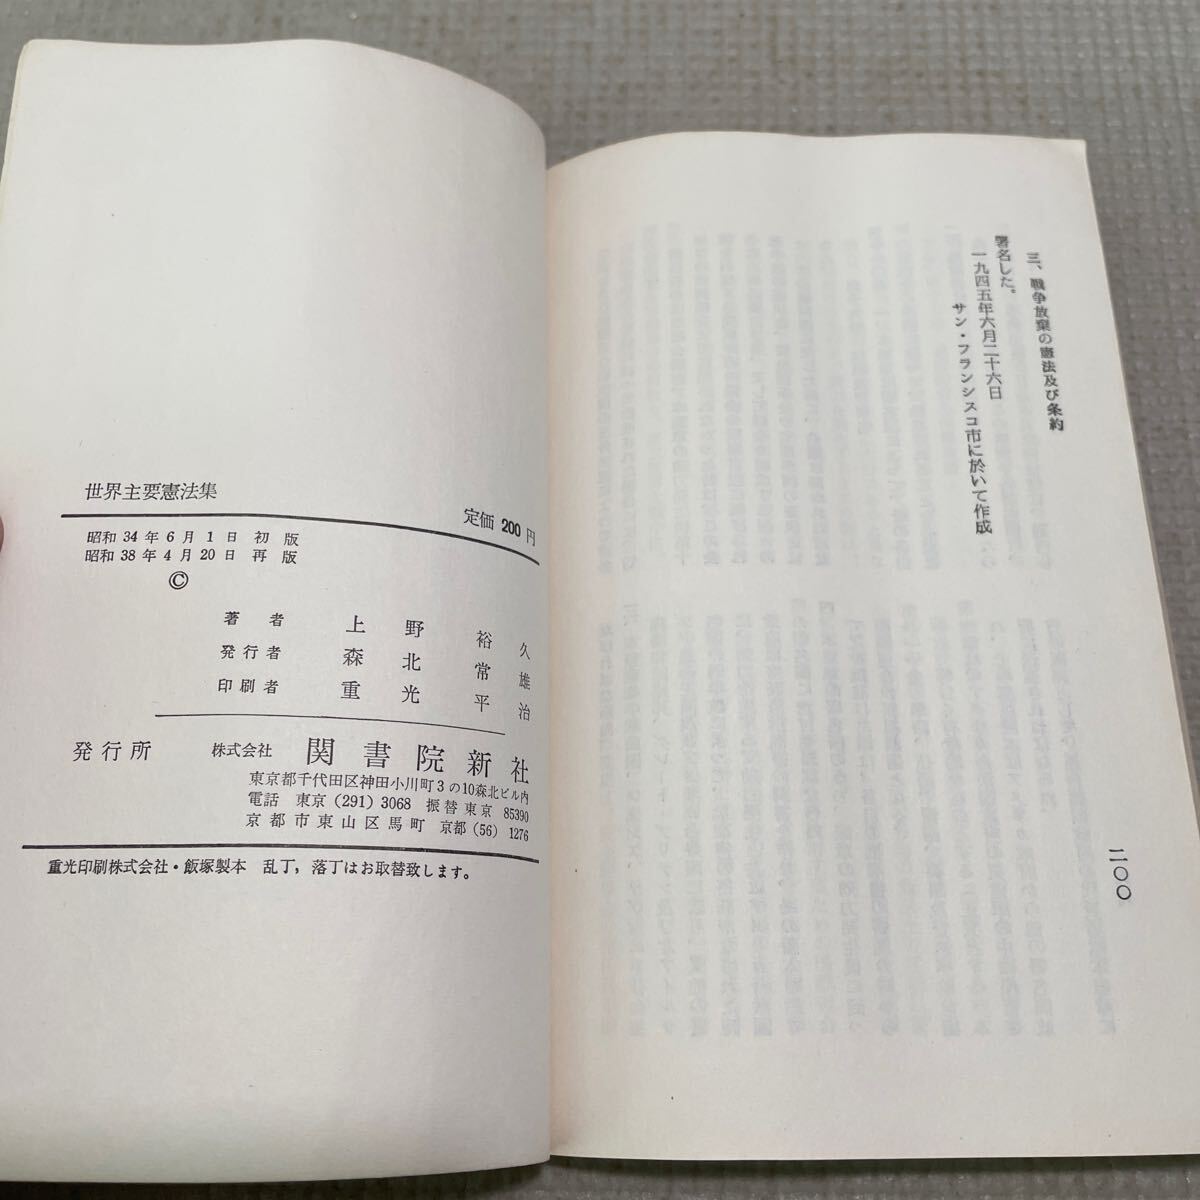 三、戦争放棄の憲法及び条約
署名した。
一九四五年六月二十六日
サン・フランシスコ市に於いて作成
二〇〇
世界主要憲法集
定価 200 円
昭和 34 年 6 月 1 日 初 版
昭和 38 年 4 月 20 日 再 版
©
著 者 上 野 裕 久
発行者 森 北 常 雄
印刷者 重 光 平 治
発行所 株式会社 関書院新社
東京都千代田区神田小川町3の10森北ビル内
電話 東京 (291) 3068 振替東京 85390
京都市東山区馬町 京都 (56) 1276
重光印刷株式会社・飯塚製本 乱丁，落丁はお取替致します。